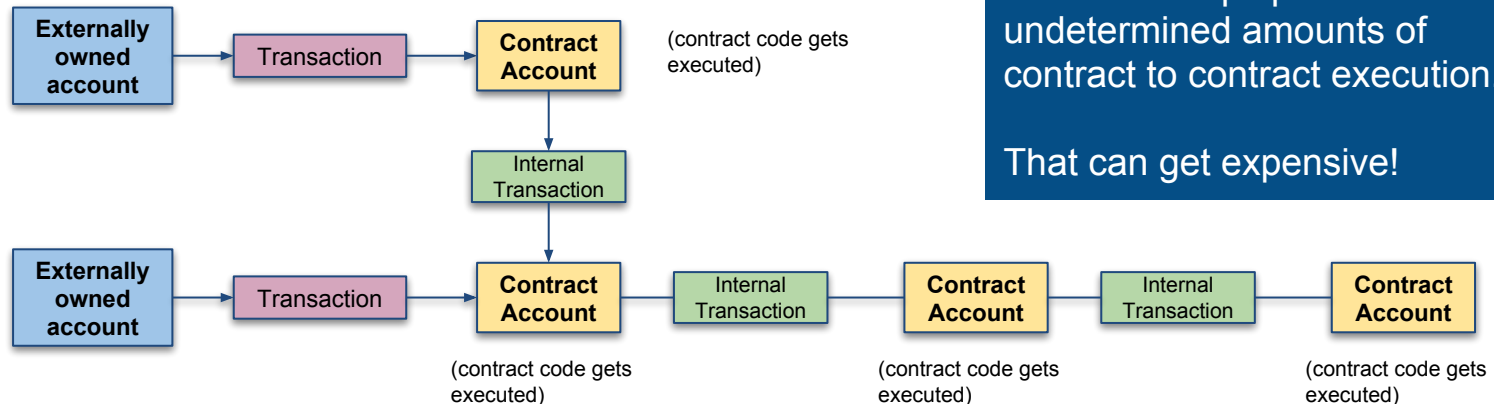 Externally
owned
account
Transaction
Contract
Account
(contract code gets
executed)
undetermined amounts of
contract to contract execution
That can get expensive!
Internal
Transaction
Externally
owned
account
Transaction
Contract
Account
Internal
Transaction
Contract
Account
Internal
Transaction
Contract
Account
(contract code gets
executed)
(contract code gets
executed)
(contract code gets
executed)